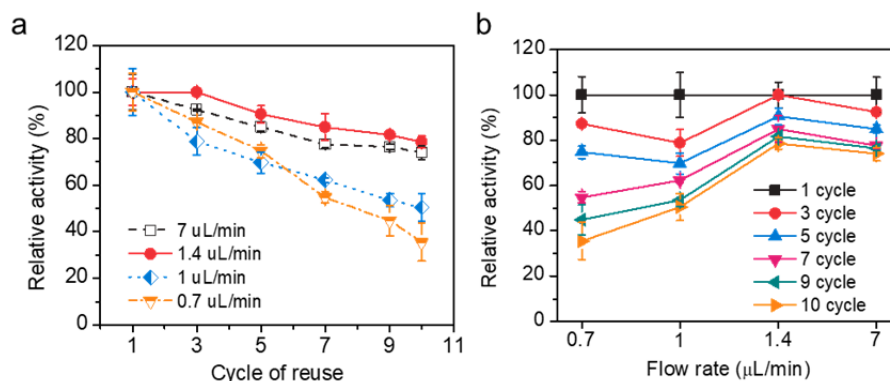 a
Relative activity (%)
120
100
80
60
40
20
0
7 uL/min
1.4 uL/min
1 uL/min
0.7 uL/min
1 3 5 7 9 11
Cycle of reuse
b
Relative activity (%)
120
100
80
60
40
20
0
1 cycle
3 cycle
5 cycle
7 cycle
9 cycle
10 cycle
0.7 1 1.4 7
Flow rate (μL/min)